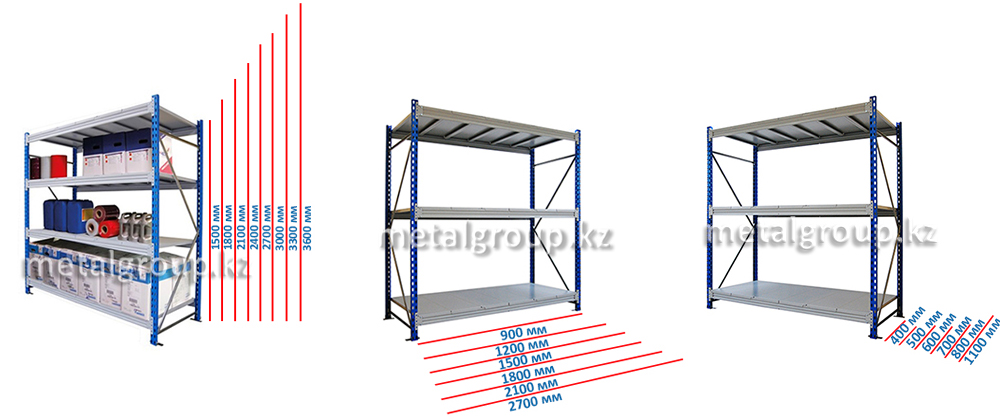 1500 мм
1800 мм
2100 мм
2400 мм
2700 мм
3000 мм
3300 мм
3600 мм
metalgroup.kz
metalgroup.kz
900 мм
1200 мм
1500 мм
1800 мм
2100 мм
2700 мм
metalgroup.kz
400 мм
500 мм
600 мм
700 мм
800 мм
1100 мм